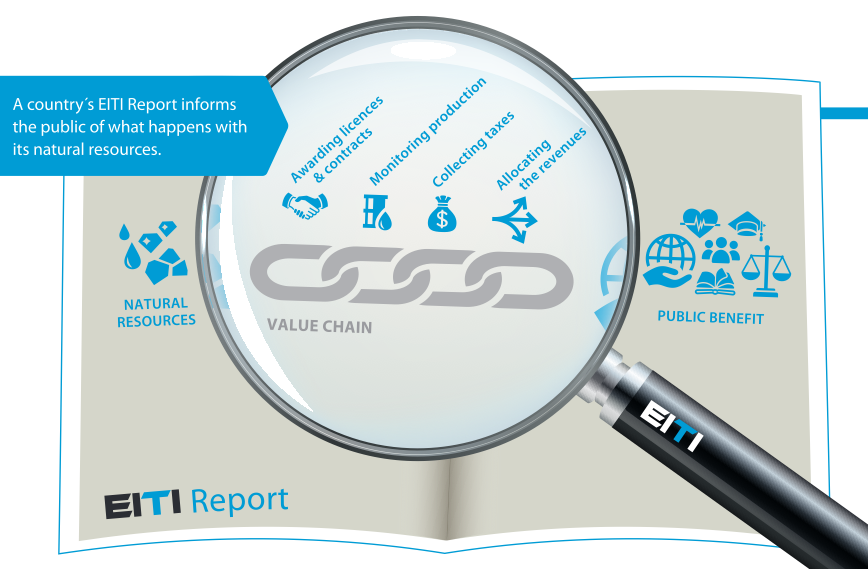 A country´s EITI Report informs
the public of what happens with
its natural resources.
Awarding licences
& contracts
Monitoring production
Collecting taxes
Allocating
the revenues
$
NATURAL
RESOURCES
VALUE CHAIN
PUBLIC BENEFIT
EITI
EITI Report